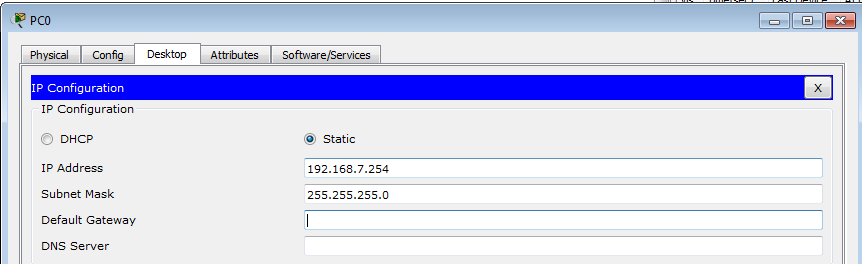 PC0
Physical Config Desktop Attributes Software/Services
IP Configuration X
IP Configuration
DHCP Static
IP Address 192.168.7.254
Subnet Mask 255.255.255.0
Default Gateway
DNS Server